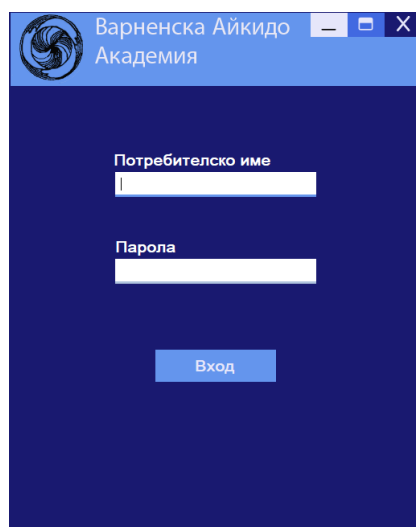 Варненска Айкидо
Академия
Потребителско име
Парола
Вход